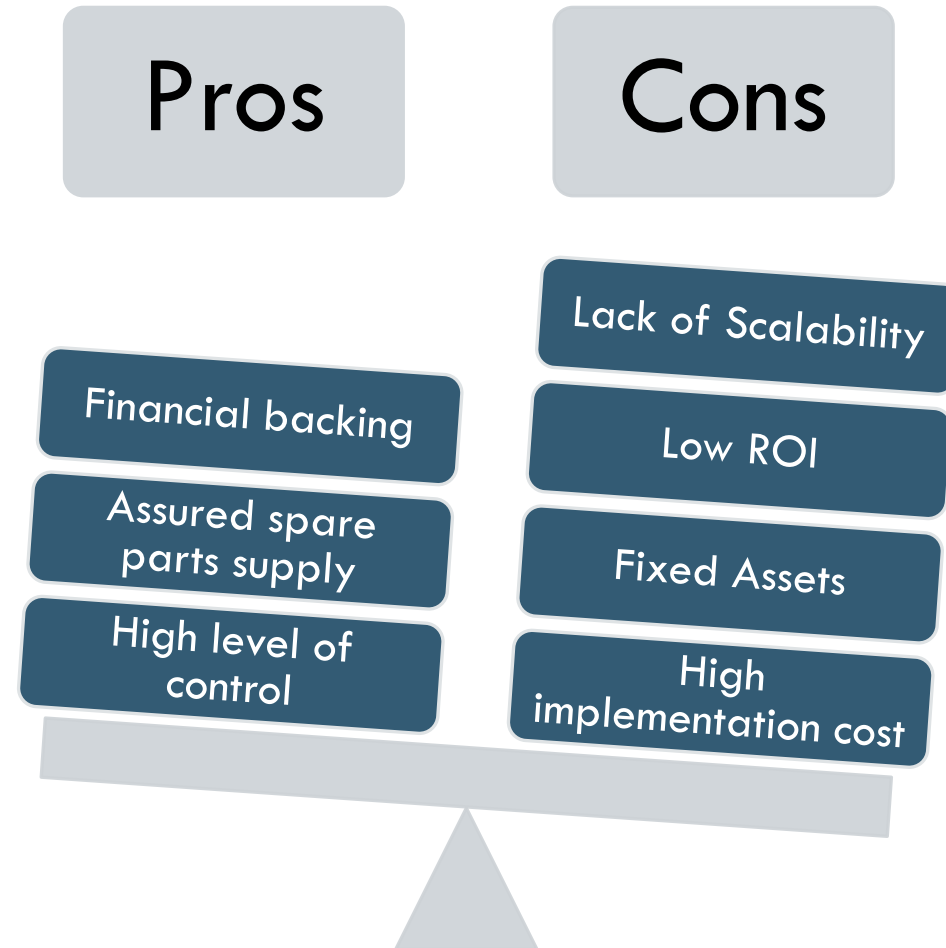 Pros
Cons
Financial backing
Assured spare
parts supply
High level of
control
Lack of Scalability
Low ROI
Fixed Assets
High
implementation cost